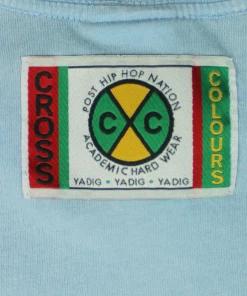 CROSS
POST HIP HOP NATION
C C
ACADEMIC HARD WEAR
YADIG • YADIG • YADIG
COLOURS